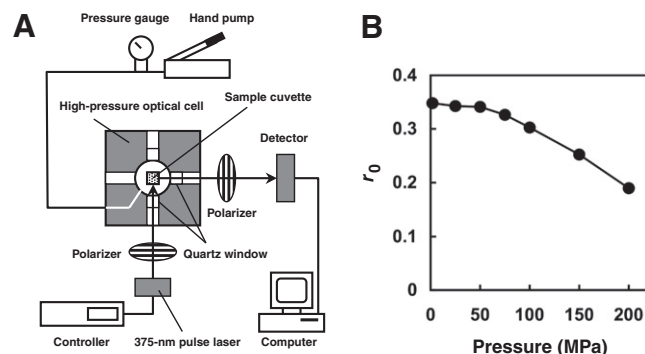 A
Pressure gauge
Hand pump
High-pressure optical cell
Sample cuvette
Detector
Polarizer
Polarizer
Quartz window
Controller
375-nm pulse laser
Computer
B
0.4
0.3
0.2
0.1
0
r0
0 50 100 150 200
Pressure (MPa)